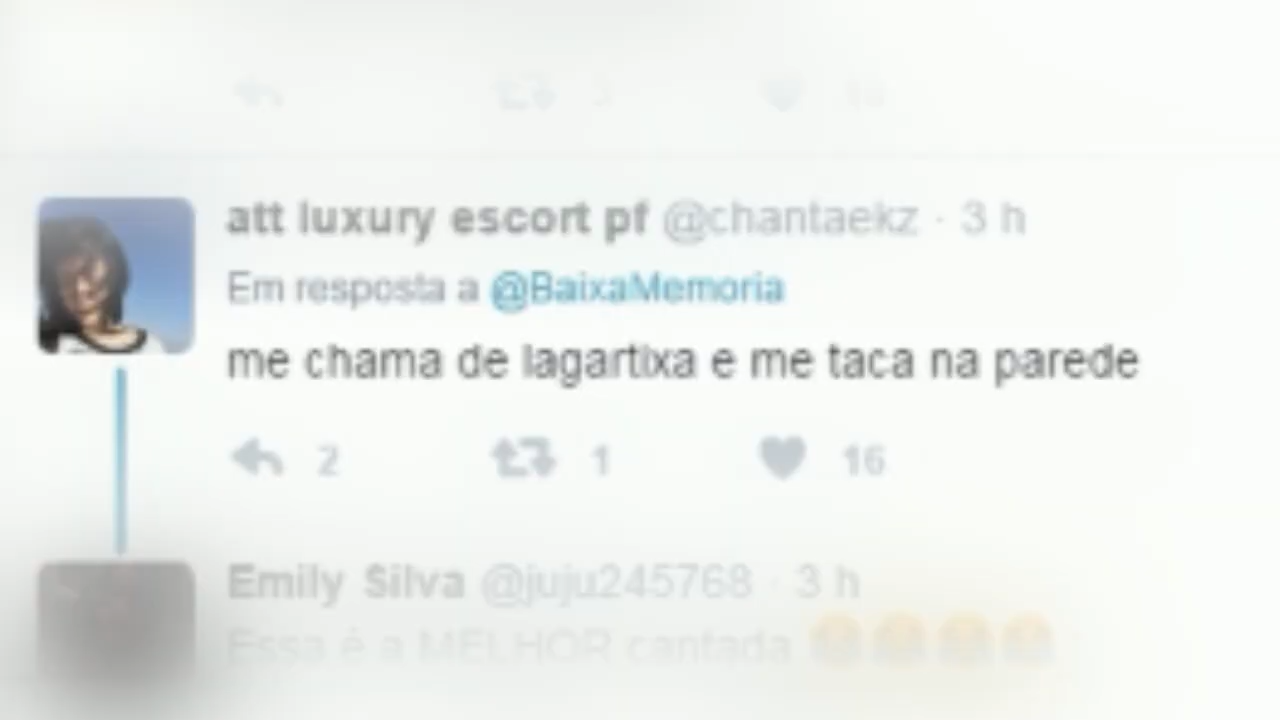 att luxury escort pf @chantaekz · 3 h
Em resposta a @BaixaMemoria
me chama de lagartixa e me taca na parede
2 1 16
Emily Silva @juju245768 · 3 h
Essa é a MELHOR cantada 😂😂😂😂